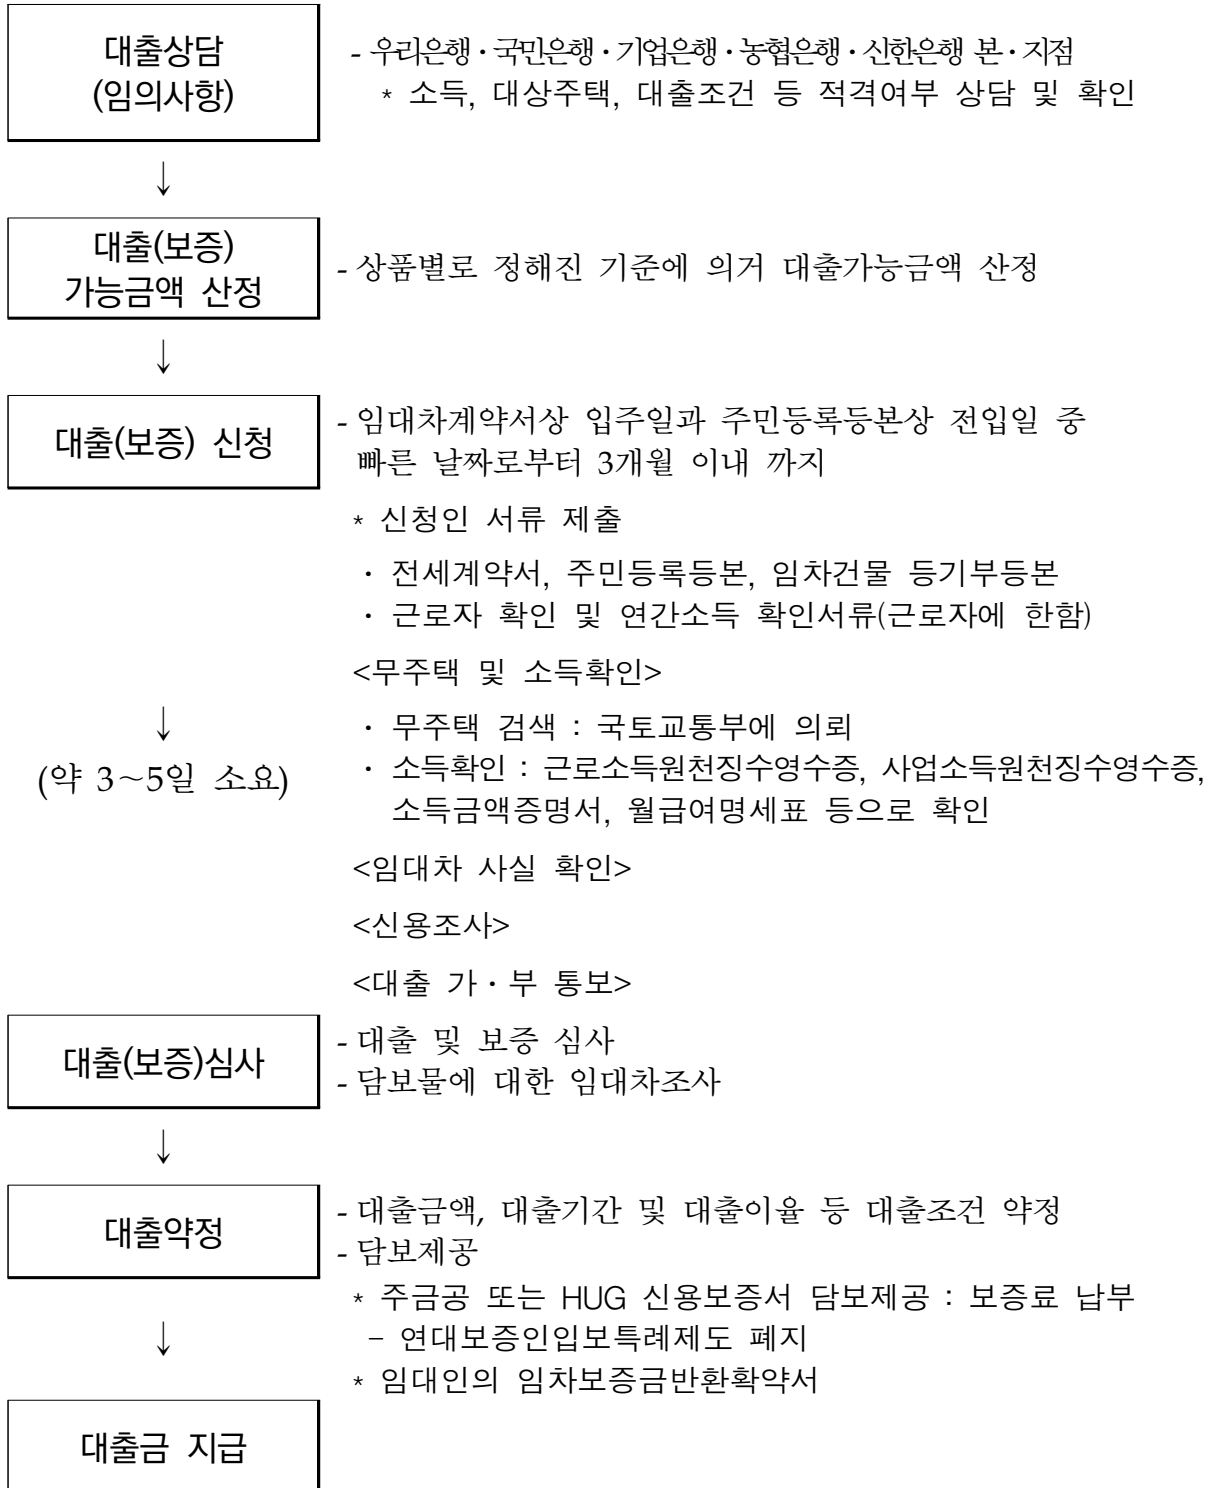 대출상담
(임의사항)
- 우리은행・국민은행・기업은행・농협은행・신한은행 본・지점
* 소득, 대상주택, 대출조건 등 적격여부 상담 및 확인
↓
대출(보증)
가능금액 산정
- 상품별로 정해진 기준에 의거 대출가능금액 산정
↓
대출(보증) 신청
- 임대차계약서상 입주일과 주민등록등본상 전입일 중
빠른 날짜로부터 3개월 이내 까지
* 신청인 서류 제출
・ 전세계약서, 주민등록등본, 임차건물 등기부등본
・ 근로자 확인 및 연간소득 확인서류(근로자에 한함)
<무주택 및 소득확인>
↓
(약 3~5일 소요)
・ 무주택 검색 : 국토교통부에 의뢰
・ 소득확인 : 근로소득원천징수영수증, 사업소득원천징수영수증,
소득금액증명서, 월급여명세표 등으로 확인
<임대차 사실 확인>
<신용조사>
<대출 가・부 통보>
대출(보증)심사
- 대출 및 보증 심사
- 담보물에 대한 임대차조사
↓
대출약정
- 대출금액, 대출기간 및 대출이율 등 대출조건 약정
- 담보제공
* 주금공 또는 HUG 신용보증서 담보제공 : 보증료 납부
- 연대보증인입보특례제도 폐지
* 임대인의 임차보증금반환확약서
↓
대출금 지급